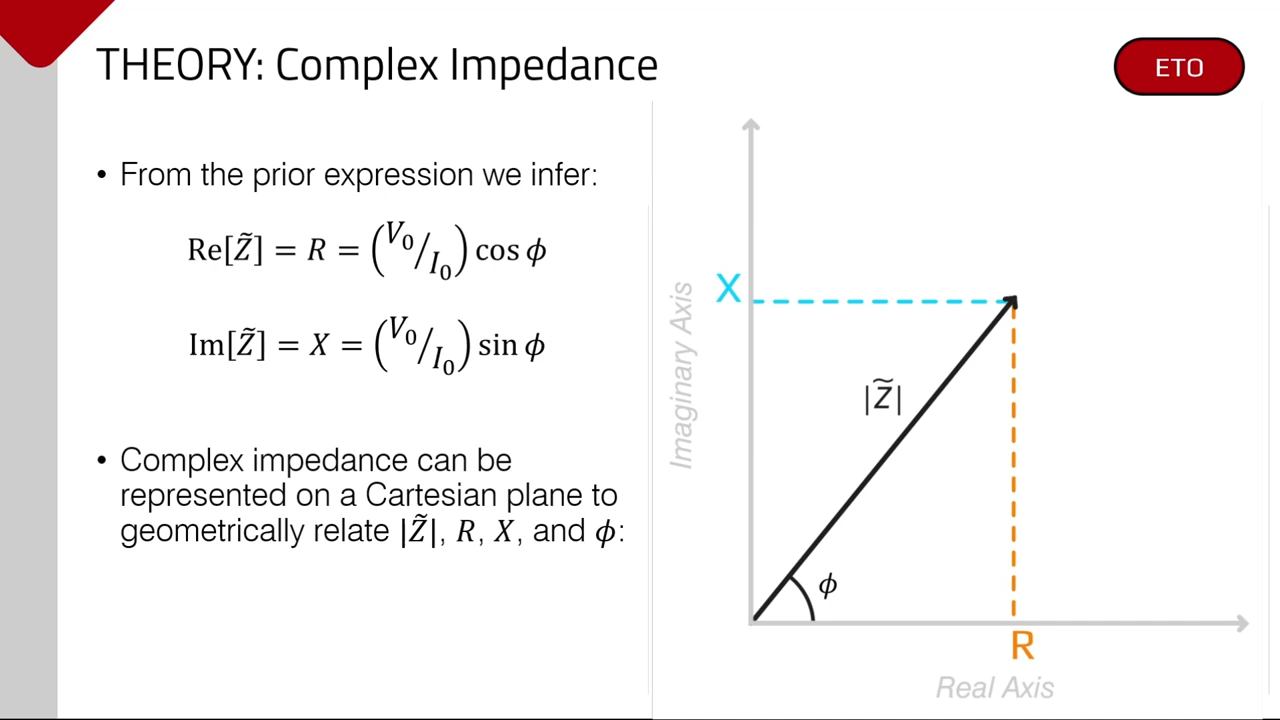 THEORY: Complex Impedance
ETO
• From the prior expression we infer:
Re[Z̃] = R = (V₀/I₀) cos ϕ
Im[Z̃] = X = (V₀/I₀) sin ϕ
• Complex impedance can be
represented on a Cartesian plane to
geometrically relate |Z̃|, R, X, and ϕ:
Imaginary Axis
X
|Z̃|
ϕ
R
Real Axis